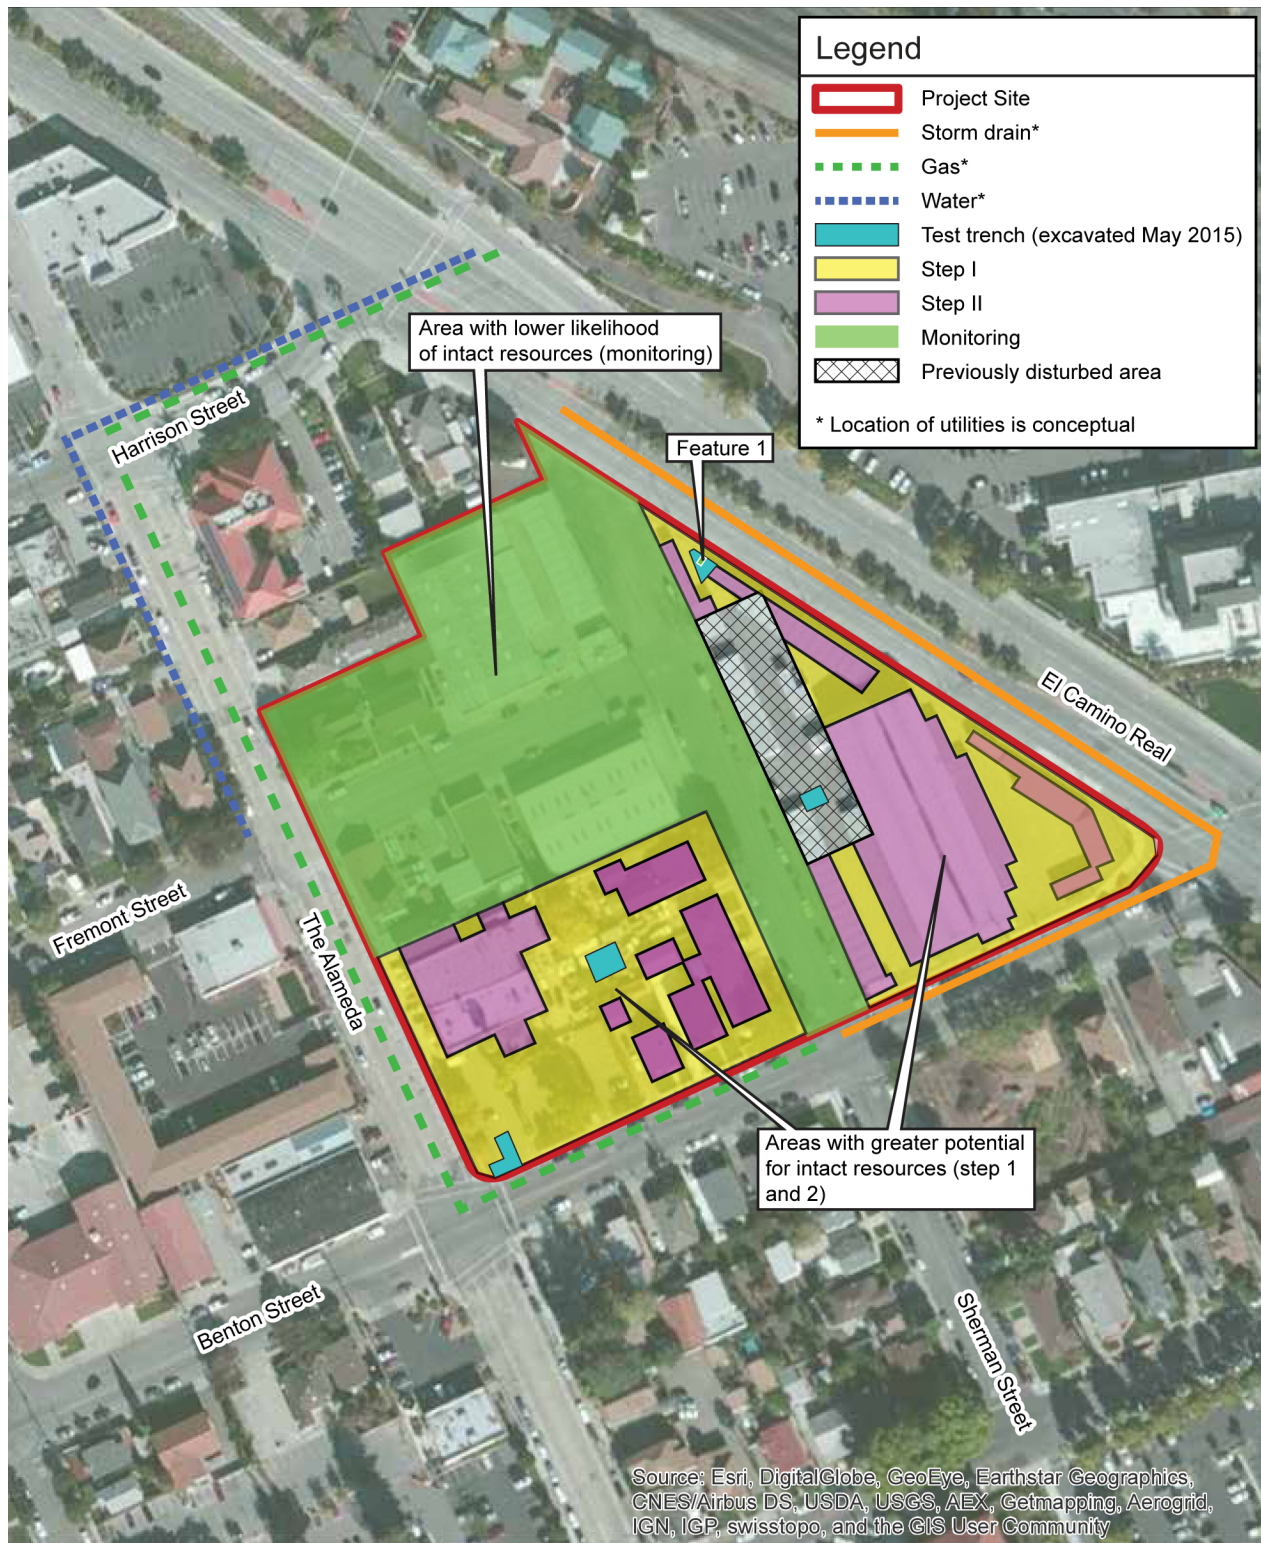 Legend
Project Site
Storm drain*
Gas*
Water*
Test trench (excavated May 2015)
Step I
Step II
Monitoring
Previously disturbed area
* Location of utilities is conceptual
Area with lower likelihood
of intact resources (monitoring)
Feature 1
Harrison Street
El Camino Real
Fremont Street
The Alameda
Areas with greater potential
for intact resources (step 1
and 2)
Benton Street
Sherman Street
Source: Esri, DigitalGlobe, GeoEye, Earthstar Geographics,
CNES/Airbus DS, USDA, USGS, AEX, Getmapping, Aerogrid,
IGN, IGP, swisstopo, and the GIS User Community